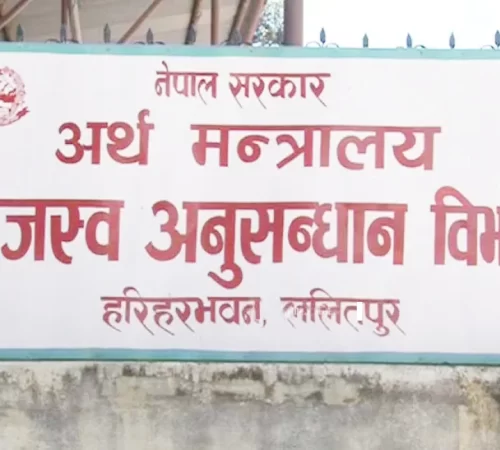 नेपाल सरकार
अर्थ मन्त्रालय
जस्व अनुसन्धान विभ
हरिहरभवन, ललितपुर